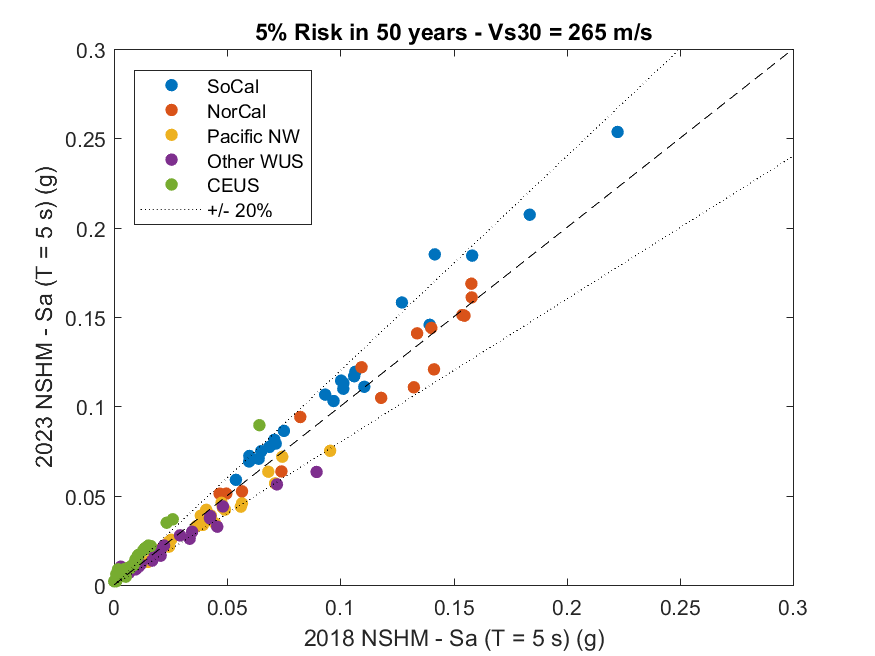 5% Risk in 50 years - Vs30 = 265 m/s
0.3
0.25
0.2
0.15
0.1
0.05
0
2023 NSHM - Sa (T = 5 s) (g)
SoCal
NorCal
Pacific NW
Other WUS
CEUS
+/- 20%
0 0.05 0.1 0.15 0.2 0.25 0.3
2018 NSHM - Sa (T = 5 s) (g)